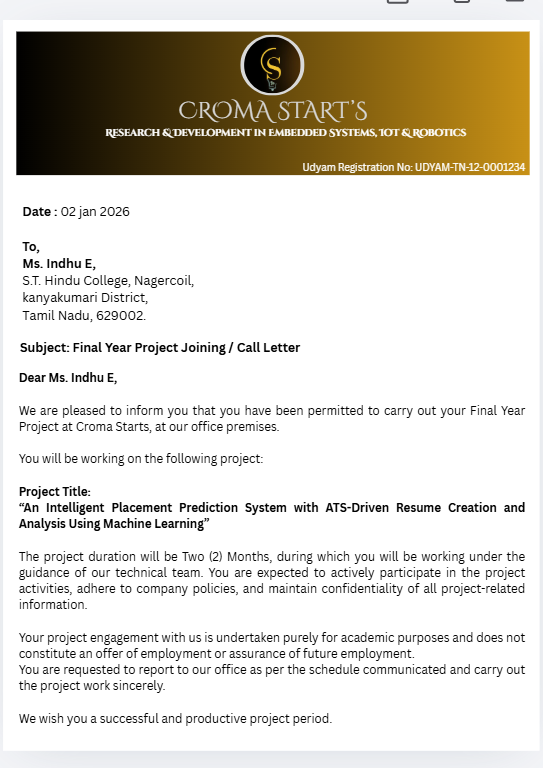 CROMA START'S
Research & Development in Embedded Systems, IOT & Robotics
Udyam Registration No: UDYAM-TN-12-0001234
Date : 02 jan 2026
To,
Ms. Indhu E,
S.T. Hindu College, Nagercoil,
kanyakumari District,
Tamil Nadu, 629002.
Subject: Final Year Project Joining / Call Letter
Dear Ms. Indhu E,
We are pleased to inform you that you have been permitted to carry out your Final Year
Project at Croma Starts, at our office premises.
You will be working on the following project:
Project Title:
“An Intelligent Placement Prediction System with ATS-Driven Resume Creation and
Analysis Using Machine Learning”
The project duration will be Two (2) Months, during which you will be working under the
guidance of our technical team. You are expected to actively participate in the project
activities, adhere to company policies, and maintain confidentiality of all project-related
information.
Your project engagement with us is undertaken purely for academic purposes and does not
constitute an offer of employment or assurance of future employment.
You are requested to report to our office as per the schedule communicated and carry out
the project work sincerely.
We wish you a successful and productive project period.